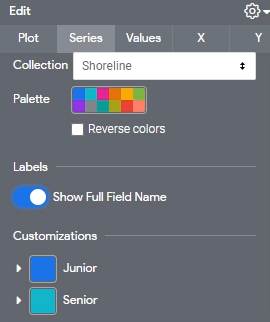 Edit
Plot Series Values X Y
Collection Shoreline
Palette
Reverse colors
Labels
Show Full Field Name
Customizations
Junior
Senior